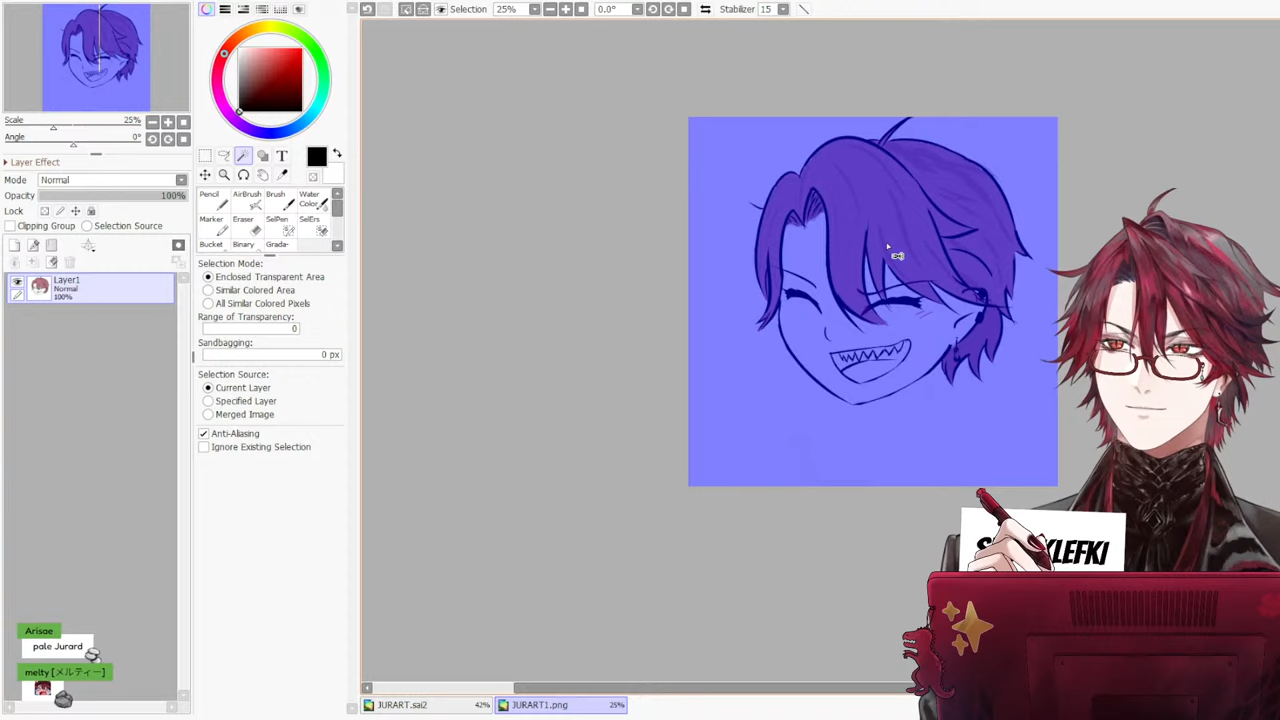 Selection
25%
0.0°
Stabilizer
15
Scale
25%
Angle
0°
Layer Effect
Mode
Normal
Opacity
100%
Lock
Clipping Group
Selection Source
Layer1
Normal
100%
T
Pencil
AirBrush
Brush
Water Color
Marker
Eraser
SelPen
SelErs
Bucket
Binary
Grada-
Selection Mode:
Enclosed Transparent Area
Similar Colored Area
All Similar Colored Pixels
Range of Transparency:
0
Sandbagging:
0 px
Selection Source:
Current Layer
Specified Layer
Merged Image
Anti-Aliasing
Ignore Existing Selection
Arisae
pale Jurard
melty [メルティー]
JURART.sai2
42%
JURART1.png
25%